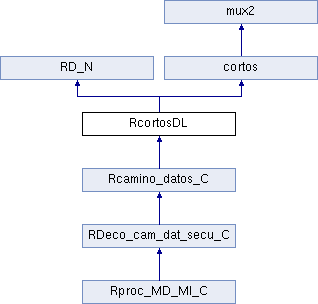 mux2
RD_N
cortos
RcortosDL
Rcamino_datos_C
RDeco_cam_dat_secu_C
Rproc_MD_MI_C